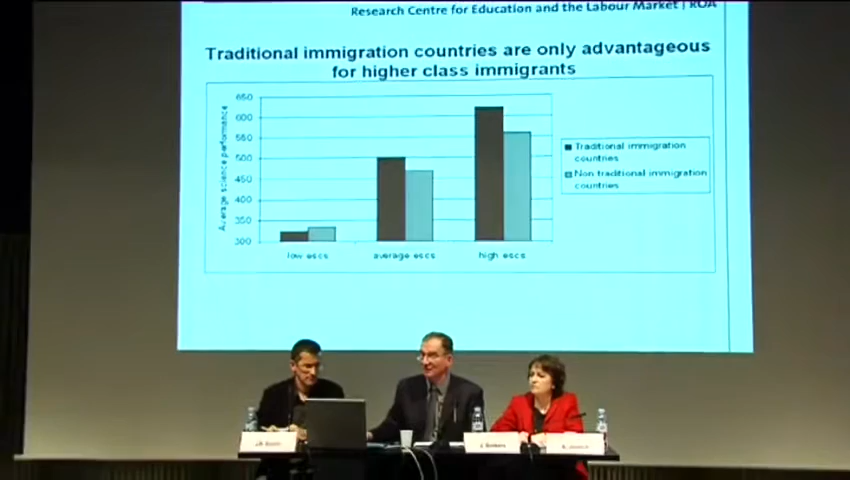 Research Centre for Education and the Labour Market | ROA
Traditional immigration countries are only advantageous
for higher class immigrants
Average science performance
650
600
550
500
450
400
350
300
low escs
average escs
high escs
Traditional immigration
countries
Non traditional immigration
countries